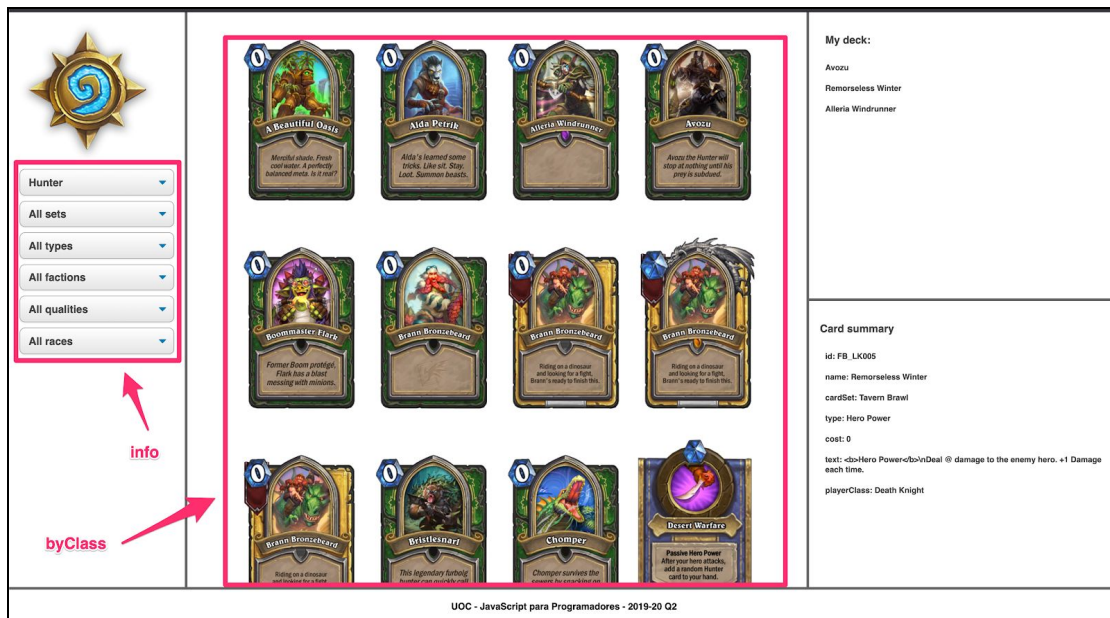 Hunter
All sets
All types
All factions
All qualities
All races
info
byClass
0
A Beautiful Oasis
Merciful shade. Fresh
cool water. A perfectly
balanced meta. Is it real?
0
Alda Petrik
Alda's learned some
tricks. Like sit. Stay.
Loot. Summon beasts.
0
Alleria Windrunner
0
Avozu
Avozu the Hunter will
stop at nothing until his
prey is subdued.
0
Boommaster Flark
Former Boom protégé,
Flark has a blast
messing with minions.
0
Brann Bronzebeard
0
Brann Bronzebeard
Riding on a dinosaur
and looking for a fight,
Brann's ready to finish this.
Brann Bronzebeard
Riding on a dinosaur
and looking for a fight,
Brann's ready to finish this.
0
Brann Bronzebeard
Riding on a dinosaur
and looking for a fight,
0
Bristlesnarl
This legendary furbolg
hunter can quickly call
0
Chomper
Chomper survives the
sewers by snacking on
Desert Warfare
Passive Hero Power
After your hero attacks,
add a random Hunter
card to your hand.
My deck:
Avozu
Remorseless Winter
Alleria Windrunner
Card summary
id: FB_LK005
name: Remorseless Winter
cardSet: Tavern Brawl
type: Hero Power
cost: 0
text: <b>Hero Power</b>\nDeal @ damage to the enemy hero. +1 Damage
each time.
playerClass: Death Knight
UOC - JavaScript para Programadores - 2019-20 Q2